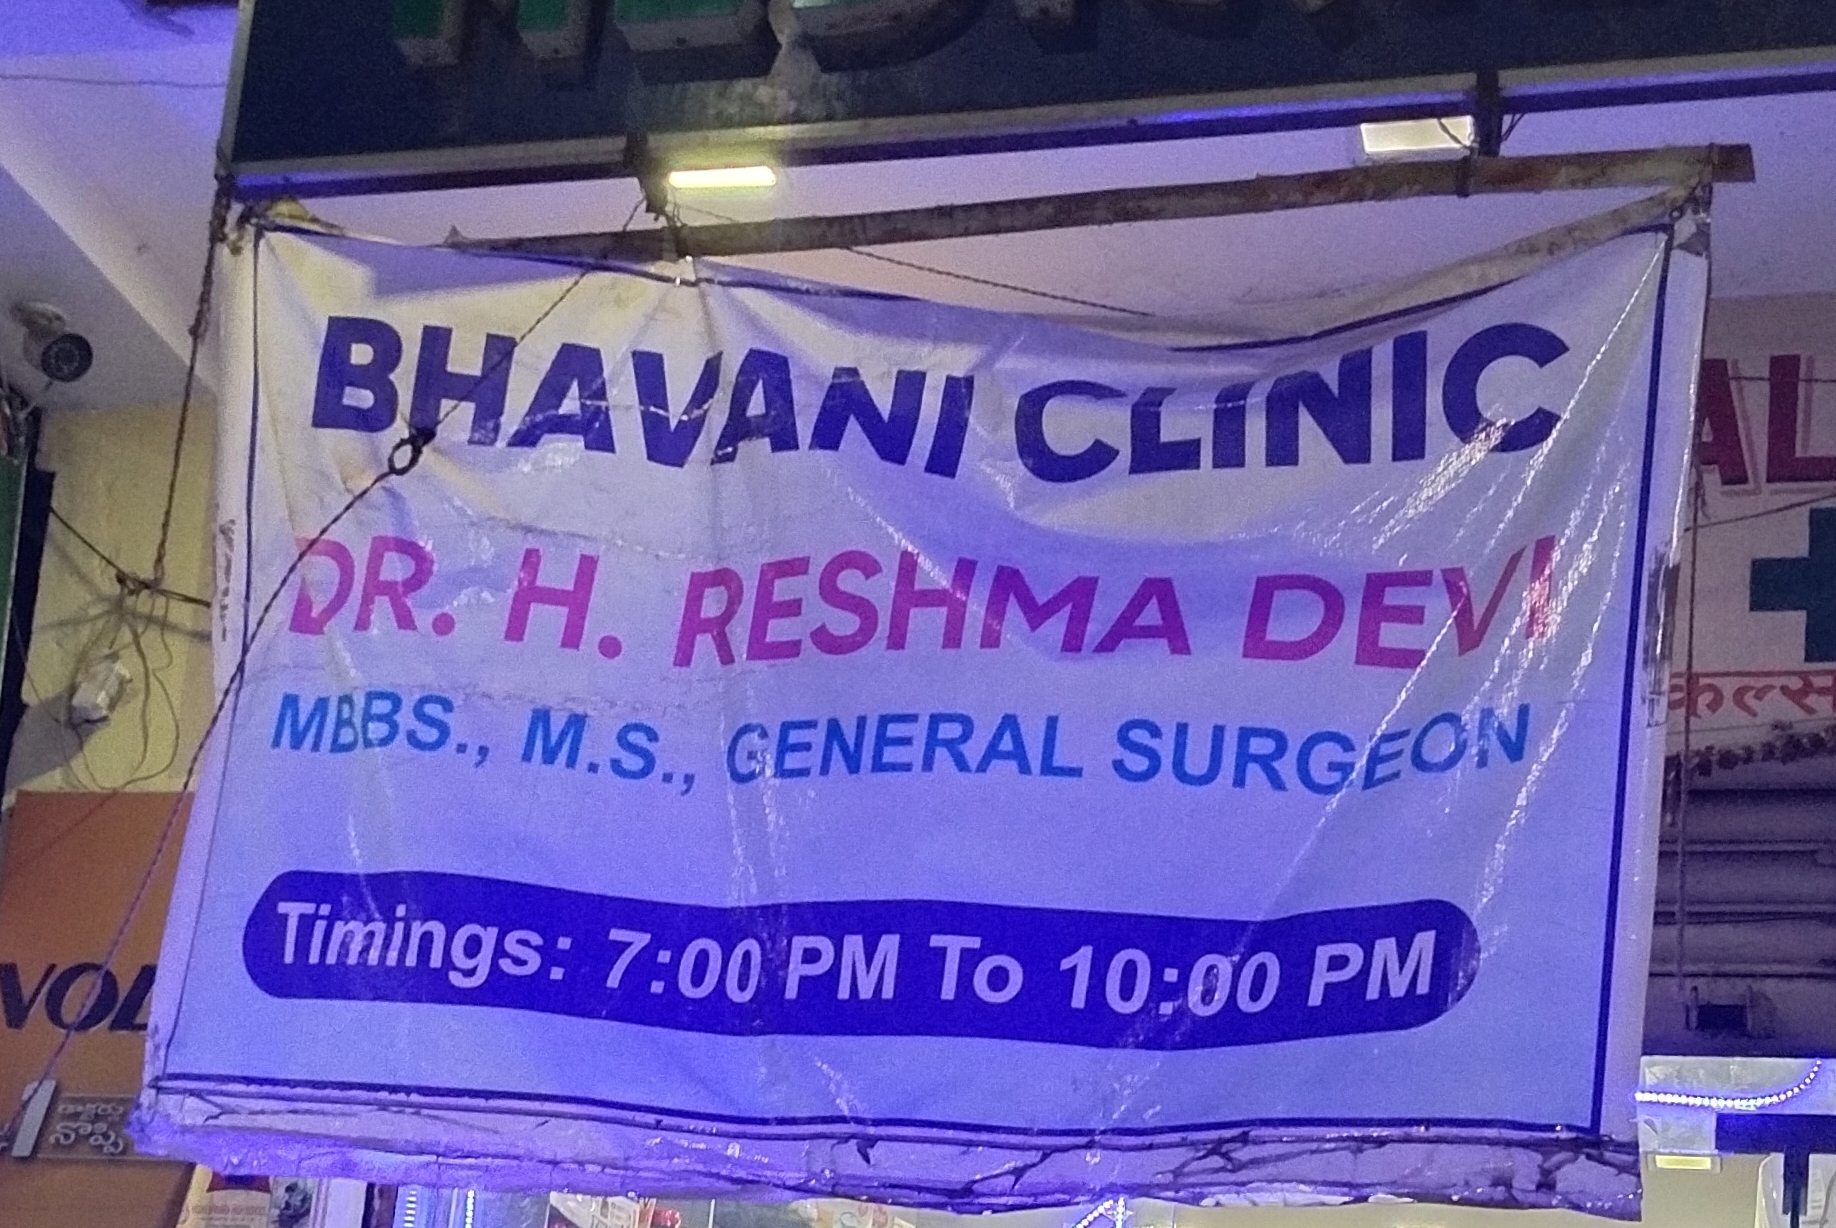 BHAVANI CLINIC
DR. H. RESHMA DEVI
MBBS., M.S., GENERAL SURGEON
Timings: 7:00 PM To 10:00 PM